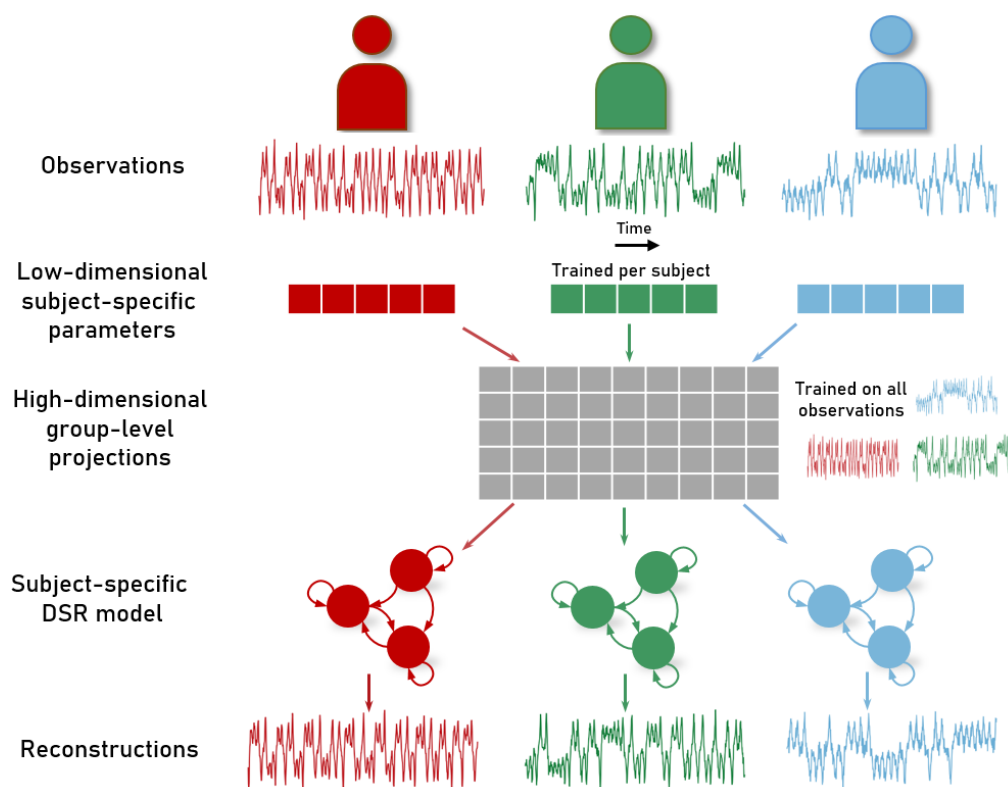 Observations
Time
Low-dimensional
subject-specific
parameters
Trained per subject
High-dimensional
group-level
projections
Trained on all
observations
Subject-specific
DSR model
Reconstructions